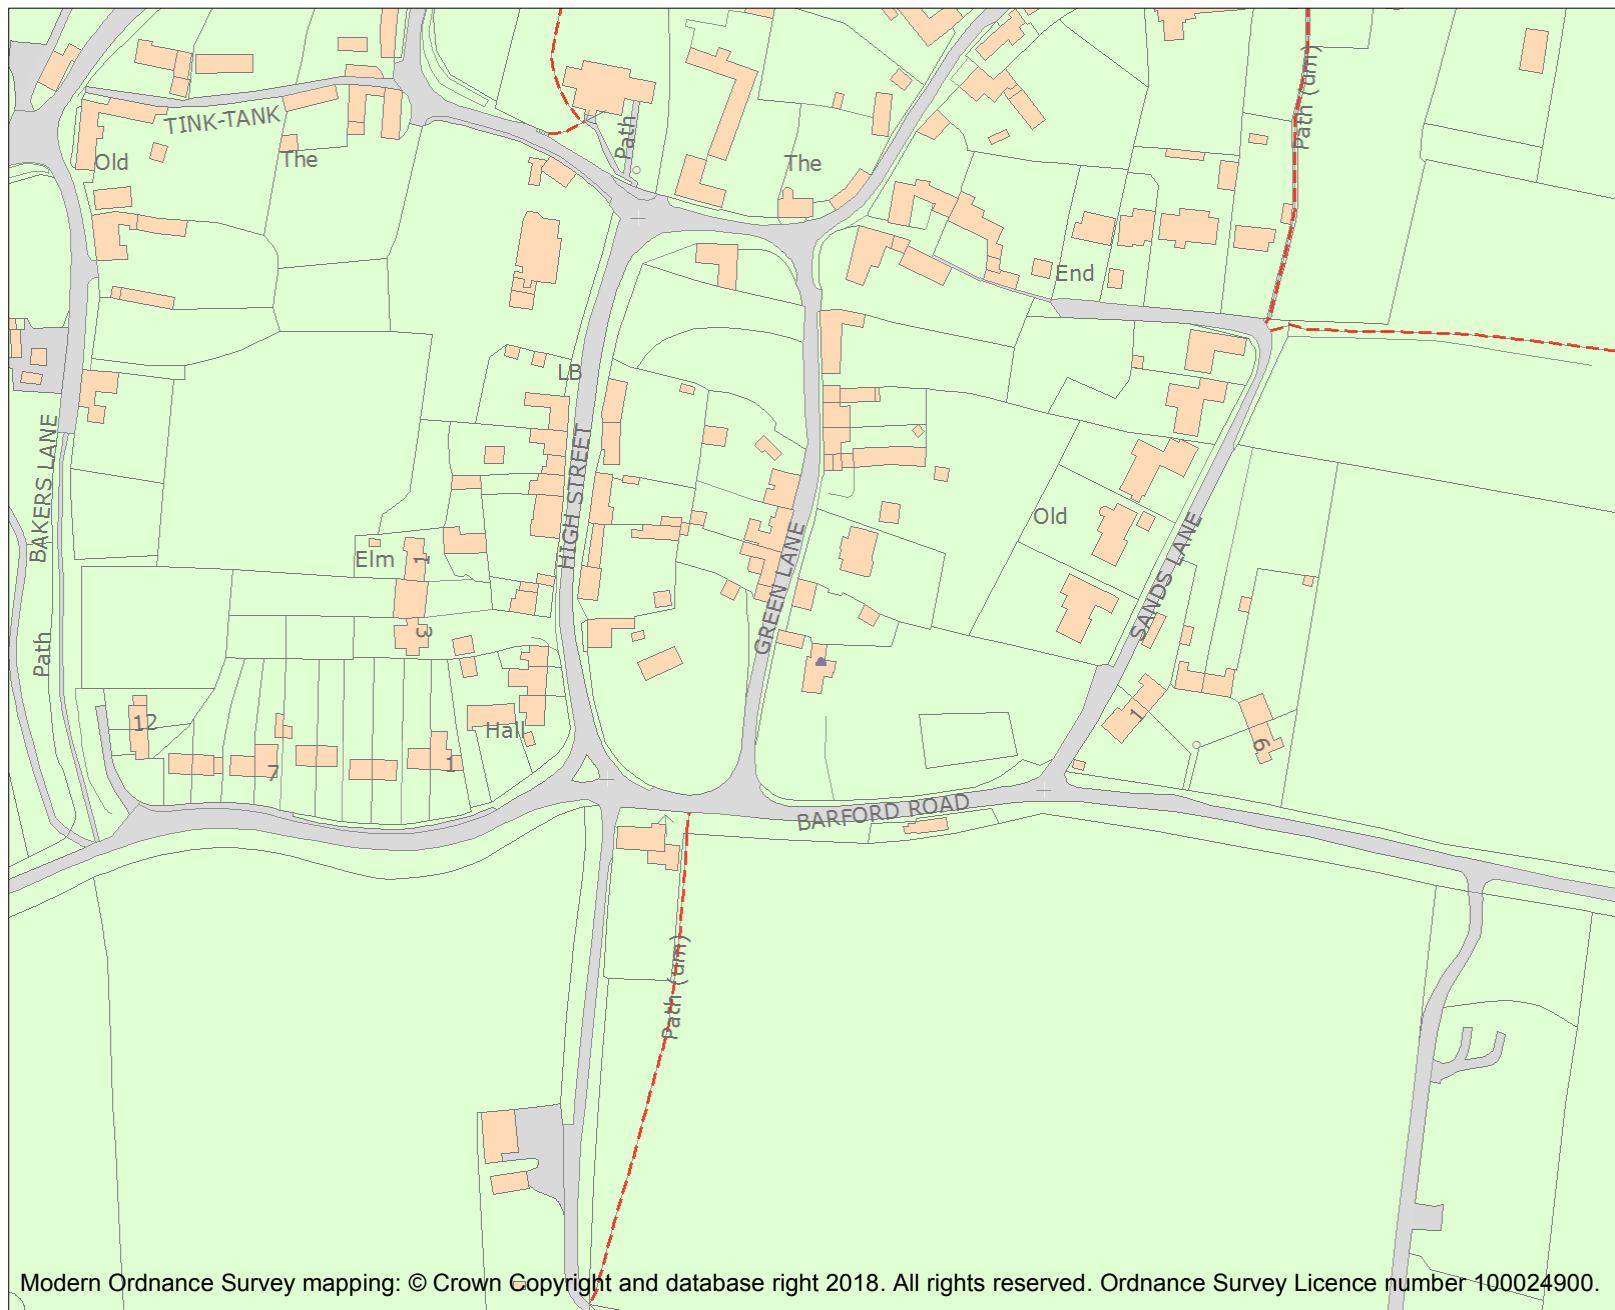 Path (um)
TINK-TANK
Path
Old
The
The
End
LB
BAKERS LANE
HIGH STREET
Old
Elm
1
GREEN LANE
SANDS LANE
3
Path
12
Hall
1
6
7
1
BARFORD ROAD
Path (um)
Modern Ordnance Survey mapping: © Crown Copyright and database right 2018. All rights reserved. Ordnance Survey Licence number 100024900.